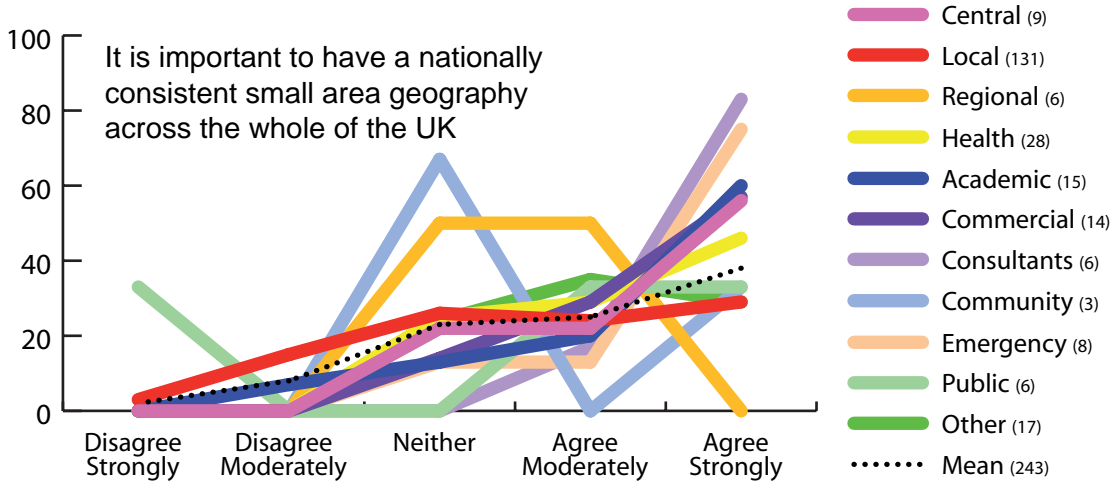 It is important to have a nationally
consistent small area geography
across the whole of the UK
100
80
60
40
20
0
Disagree
Strongly
Disagree
Moderately
Neither
Agree
Moderately
Agree
Strongly
Central (9)
Local (131)
Regional (6)
Health (28)
Academic (15)
Commercial (14)
Consultants (6)
Community (3)
Emergency (8)
Public (6)
Other (17)
Mean (243)